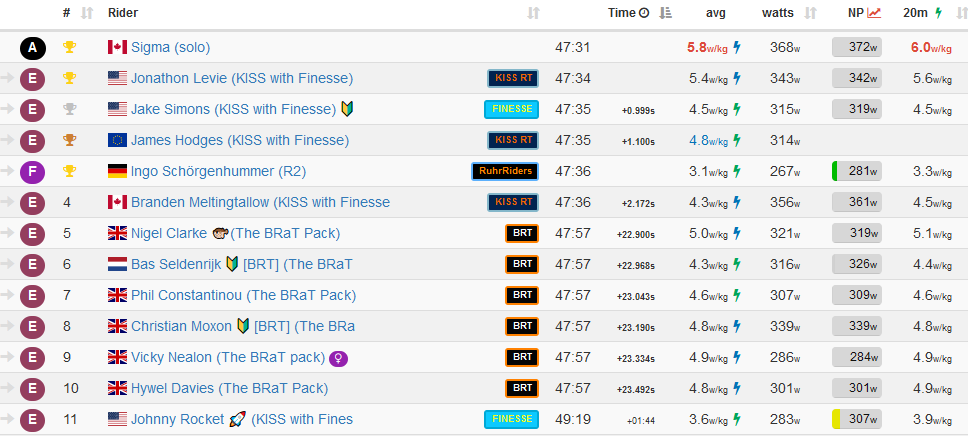 # Rider Time avg watts NP 20m
A Sigma (solo) 47:31 5.8w/kg 368w 372w 6.0w/kg
E Jonathon Levie (KISS with Finesse) KISS RT 47:34 5.4w/kg 343w 342w 5.6w/kg
E Jake Simons (KISS with Finesse) FINESSE 47:35 +0.999s 4.5w/kg 315w 319w 4.5w/kg
E James Hodges (KISS with Finesse) KISS RT 47:35 +1.100s 4.8w/kg 314w
F Ingo Schörgenhummer (R2) RuhrRiders 47:36 3.1w/kg 267w 281w 3.3w/kg
E 4 Branden Meltingtallow (KISS with Finesse KISS RT 47:36 +2.172s 4.3w/kg 356w 361w 4.5w/kg
E 5 Nigel Clarke (The BRaT Pack) BRT 47:57 +22.900s 5.0w/kg 321w 319w 5.1w/kg
E 6 Bas Seldenrijk [BRT] (The BRaT BRT 47:57 +22.968s 4.3w/kg 316w 326w 4.4w/kg
E 7 Phil Constantinou (The BRaT Pack) BRT 47:57 +23.043s 4.6w/kg 307w 309w 4.6w/kg
E 8 Christian Moxon [BRT] (The BRa BRT 47:57 +23.190s 4.8w/kg 339w 339w 4.8w/kg
E 9 Vicky Nealon (The BRaT pack) BRT 47:57 +23.334s 4.9w/kg 286w 284w 4.9w/kg
E 10 Hywel Davies (The BRaT Pack) BRT 47:57 +23.492s 4.8w/kg 301w 301w 4.9w/kg
E 11 Johnny Rocket 🚀 (KISS with Fines FINESSE 49:19 +01:44 3.6w/kg 283w 307w 3.9w/kg